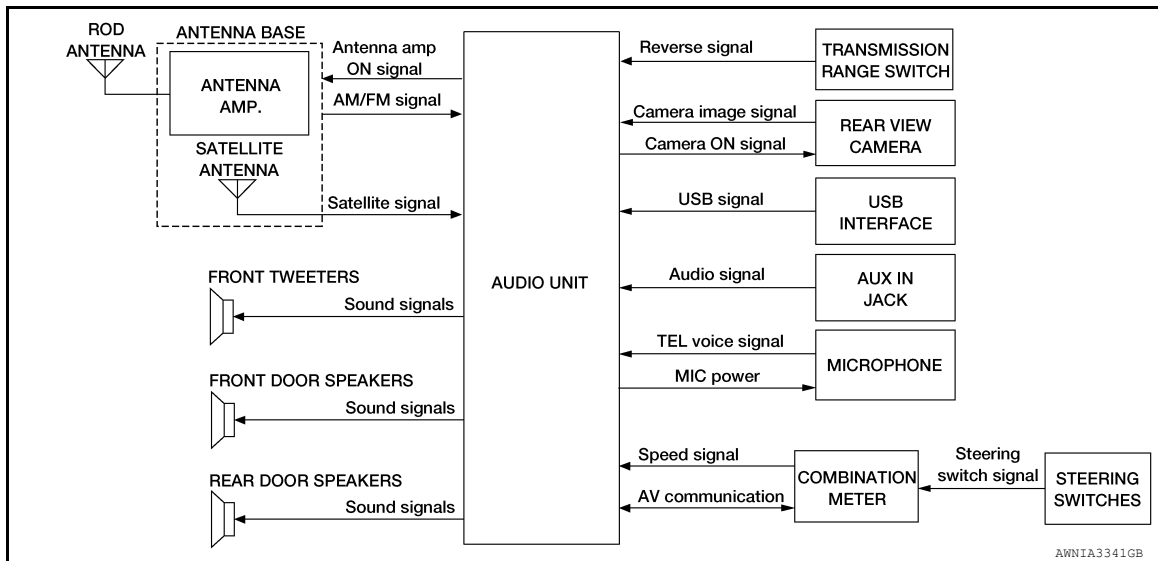 ROD
ANTENNA
ANTENNA BASE
ANTENNA
AMP.
SATELLITE
ANTENNA
Antenna amp
ON signal
AM/FM signal
Satellite signal
FRONT TWEETERS
Sound signals
FRONT DOOR SPEAKERS
Sound signals
REAR DOOR SPEAKERS
Sound signals
AUDIO UNIT
Reverse signal
TRANSMISSION
RANGE SWITCH
Camera image signal
Camera ON signal
REAR VIEW
CAMERA
USB signal
USB
INTERFACE
Audio signal
AUX IN
JACK
TEL voice signal
MIC power
MICROPHONE
Speed signal
AV communication
COMBINATION
METER
Steering
switch signal
STEERING
SWITCHES
AWNIA3341GB